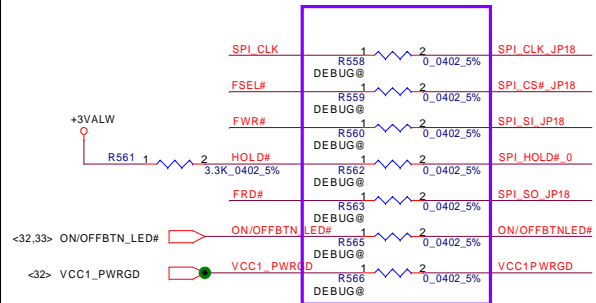 SPI_CLK 1 2 SPI_CLK_JP18
R558 0_0402_5%
DEBUG@
FSEL# 1 2 SPI_CS#_JP18
R559 0_0402_5%
DEBUG@
+3VALW
FWR# 1 2 SPI_SI_JP18
R560 0_0402_5%
DEBUG@
R561 1 2 HOLD# 1 2 SPI_HOLD#_0
3.3K_0402_5% R562 0_0402_5%
DEBUG@
FRD# 1 2 SPI_SO_JP18
R563 0_0402_5%
DEBUG@
<32,33> ON/OFFBTN_LED# ON/OFFBTN_LED# 1 2 ON/OFFBTNLED#
R565 0_0402_5%
DEBUG@
<32> VCC1_PWRGD VCC1_PWRGD 1 2 VCC1PWRGD
R566 0_0402_5%
DEBUG@